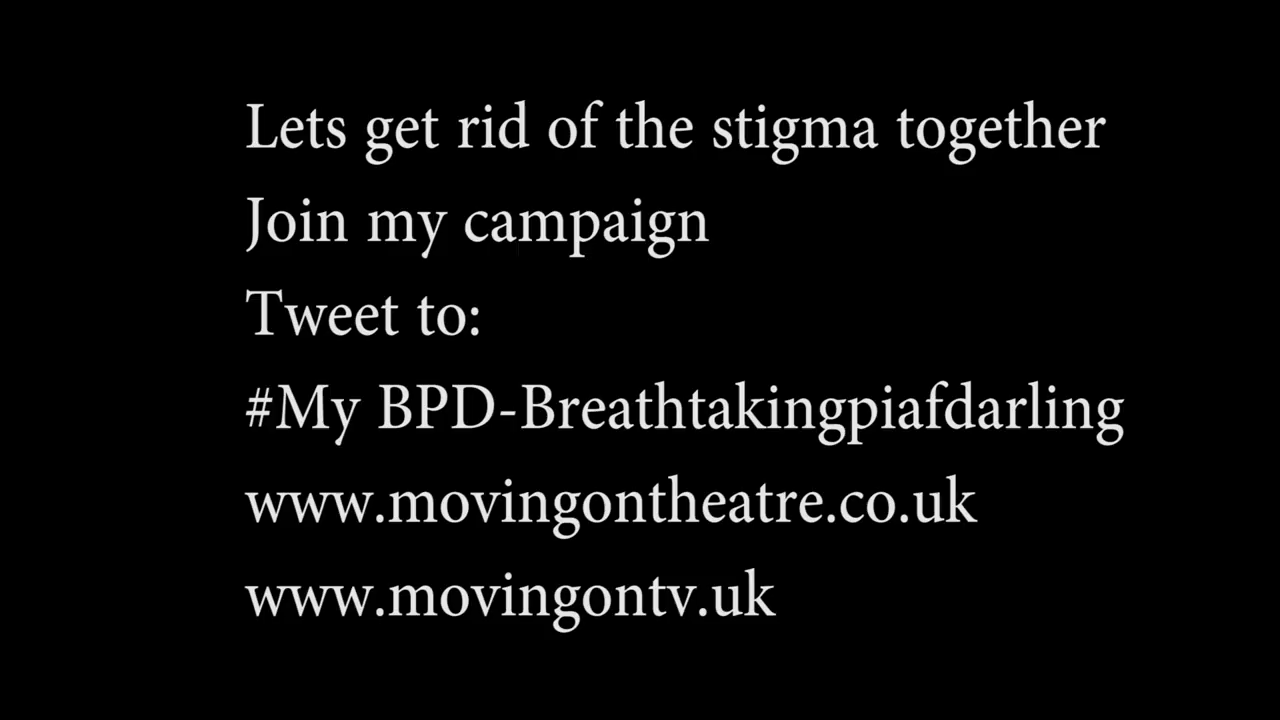 Lets get rid of the stigma together
Join my campaign
Tweet to:
#My BPD-Breathtakingpiafdarling
www.movingontheatre.co.uk
www.movingontv.uk